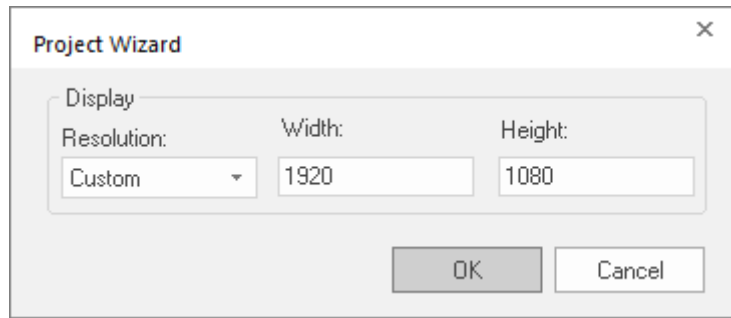 Project Wizard
Display
Resolution: Width: Height:
Custom 1920 1080
OK Cancel